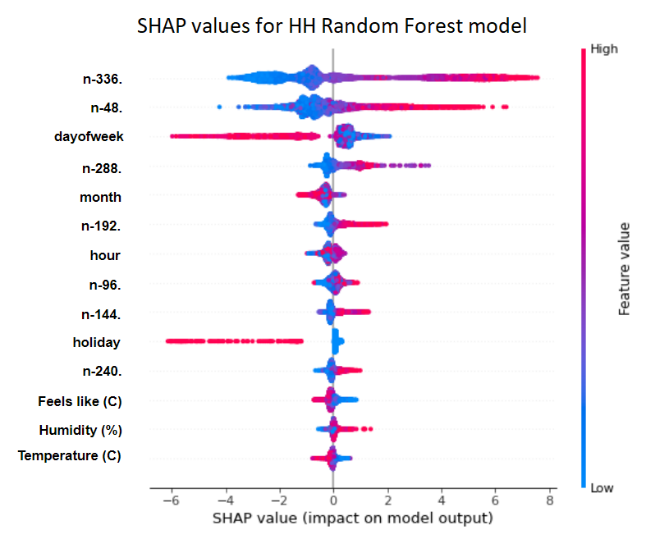 SHAP values for HH Random Forest model
High
n-336.
n-48.
dayofweek
n-288.
month
n-192.
hour
n-96.
n-144.
holiday
n-240.
Feels like (C)
Humidity (%)
Temperature (C)
Feature value
Low
−6 −4 −2 0 2 4 6 8
SHAP value (impact on model output)